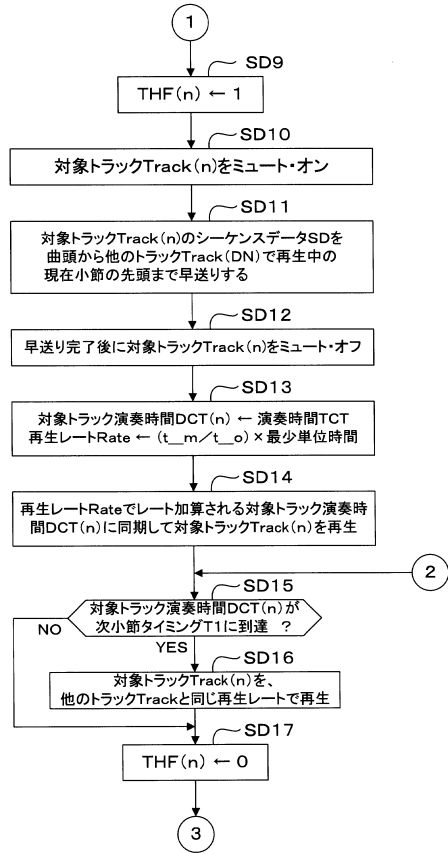 1
SD9
THF(n) ← 1
SD10
対象トラックTrack(n)をミュート・オン
SD11
対象トラックTrack(n)のシーケンスデータSDを
曲頭から他のトラックTrack(DN)で再生中の
現在小節の先頭まで早送りする
SD12
早送り完了後に対象トラックTrack(n)をミュート・オフ
SD13
対象トラック演奏時間DCT(n) ← 演奏時間TCT
再生レートRate ← (t__m/t__o) × 最少単位時間
SD14
再生レートRateでレート加算される対象トラック演奏時
間DCT(n)に同期して対象トラックTrack(n)を再生
2
SD15
対象トラック演奏時間DCT(n)が
次小節タイミングT1に到達 ?
NO
YES
SD16
対象トラックTrack(n)を、
他のトラックTrackと同じ再生レートで再生
SD17
THF(n) ← 0
3